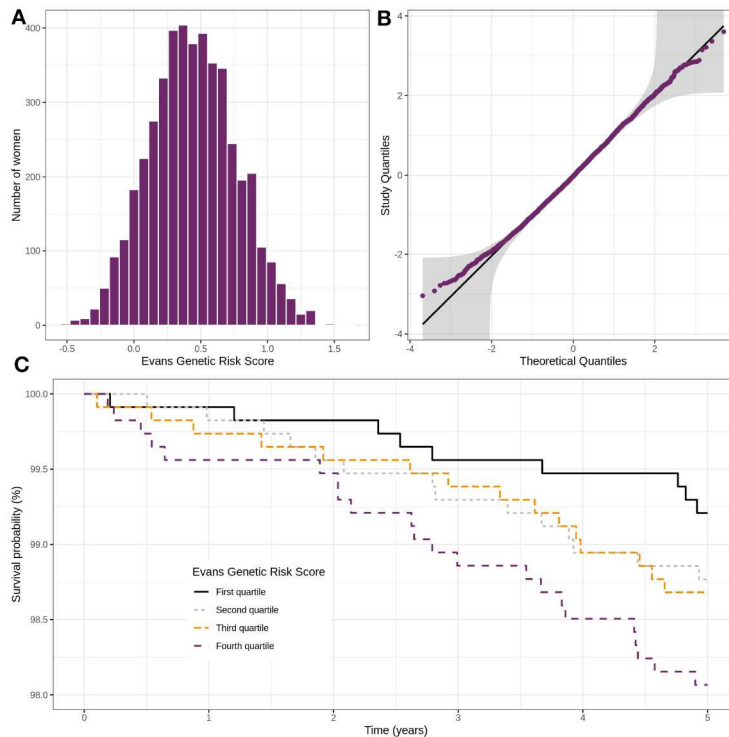 A
400
300
200
100
0
Number of women
-0.5
0.0
0.5
1.0
1.5
Evans Genetic Risk Score
B
4
2
0
-2
-4
Study Quantiles
-4
-2
0
2
4
Theoretical Quantiles
C
100.0
99.5
99.0
98.5
98.0
Survival probability (%)
Evans Genetic Risk Score
First quartile
Second quartile
Third quartile
Fourth quartile
0
1
2
3
4
5
Time (years)